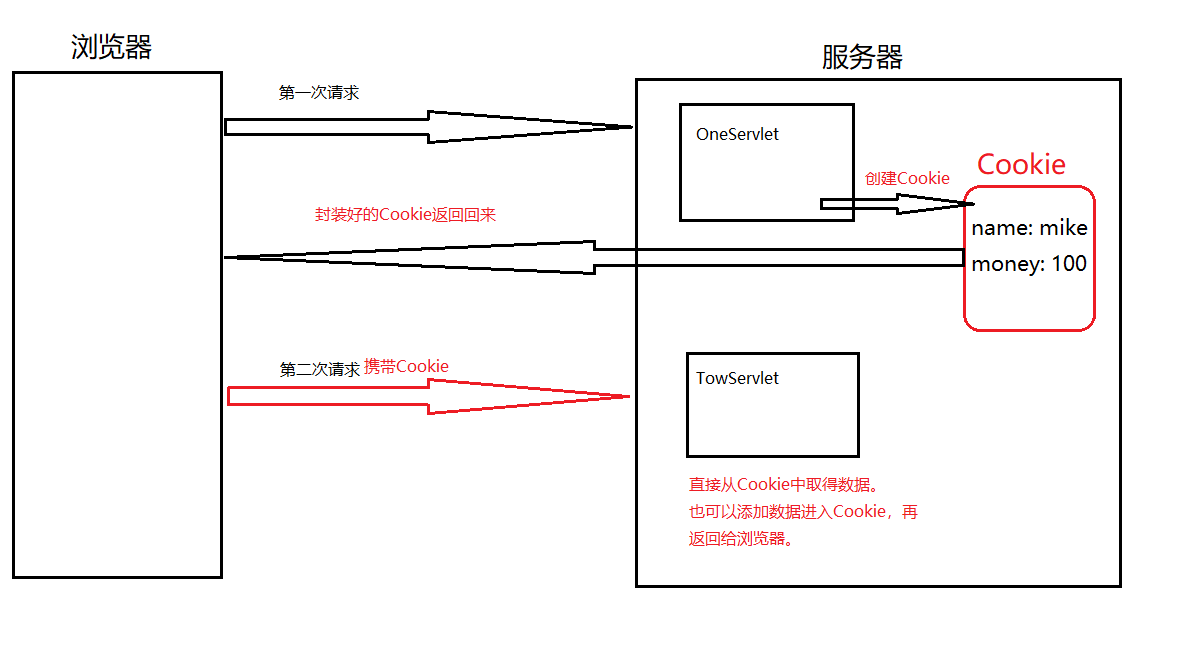 浏览器
服务器
第一次请求
OneServlet
创建Cookie
Cookie
name: mike
money: 100
封装好的Cookie返回回来
第二次请求 携带Cookie
TowServlet
直接从Cookie中取得数据。
也可以添加数据进入Cookie，再
返回给浏览器。